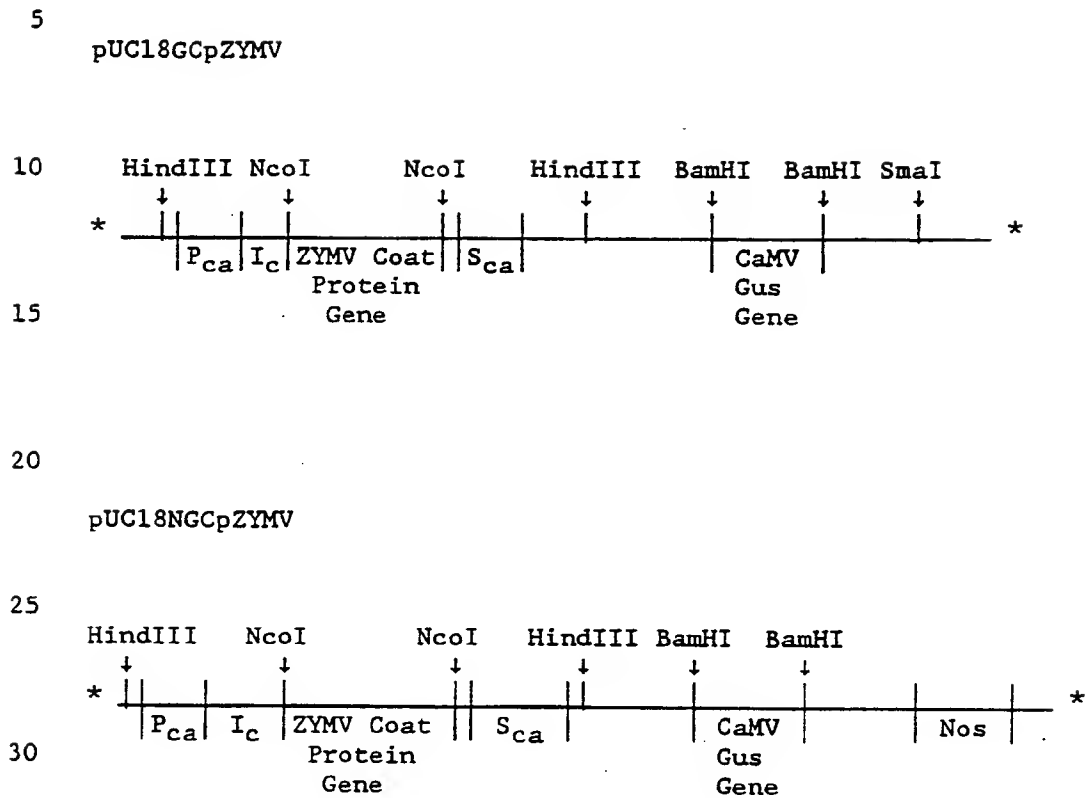 5
pUC18GCpZYMV
10 HindIII NcoI NcoI HindIII BamHI BamHI SmaI
↓ ↓ ↓ ↓ ↓ ↓ ↓
* *
Pca Ic ZYMV Coat Sca CaMV
Protein Gus
15 Gene Gene
20
pUC18NGCpZYMV
25
HindIII NcoI NcoI HindIII BamHI BamHI
↓ ↓ ↓ ↓ ↓ ↓
* *
Pca Ic ZYMV Coat Sca CaMV Nos
30 Protein Gus
Gene Gene